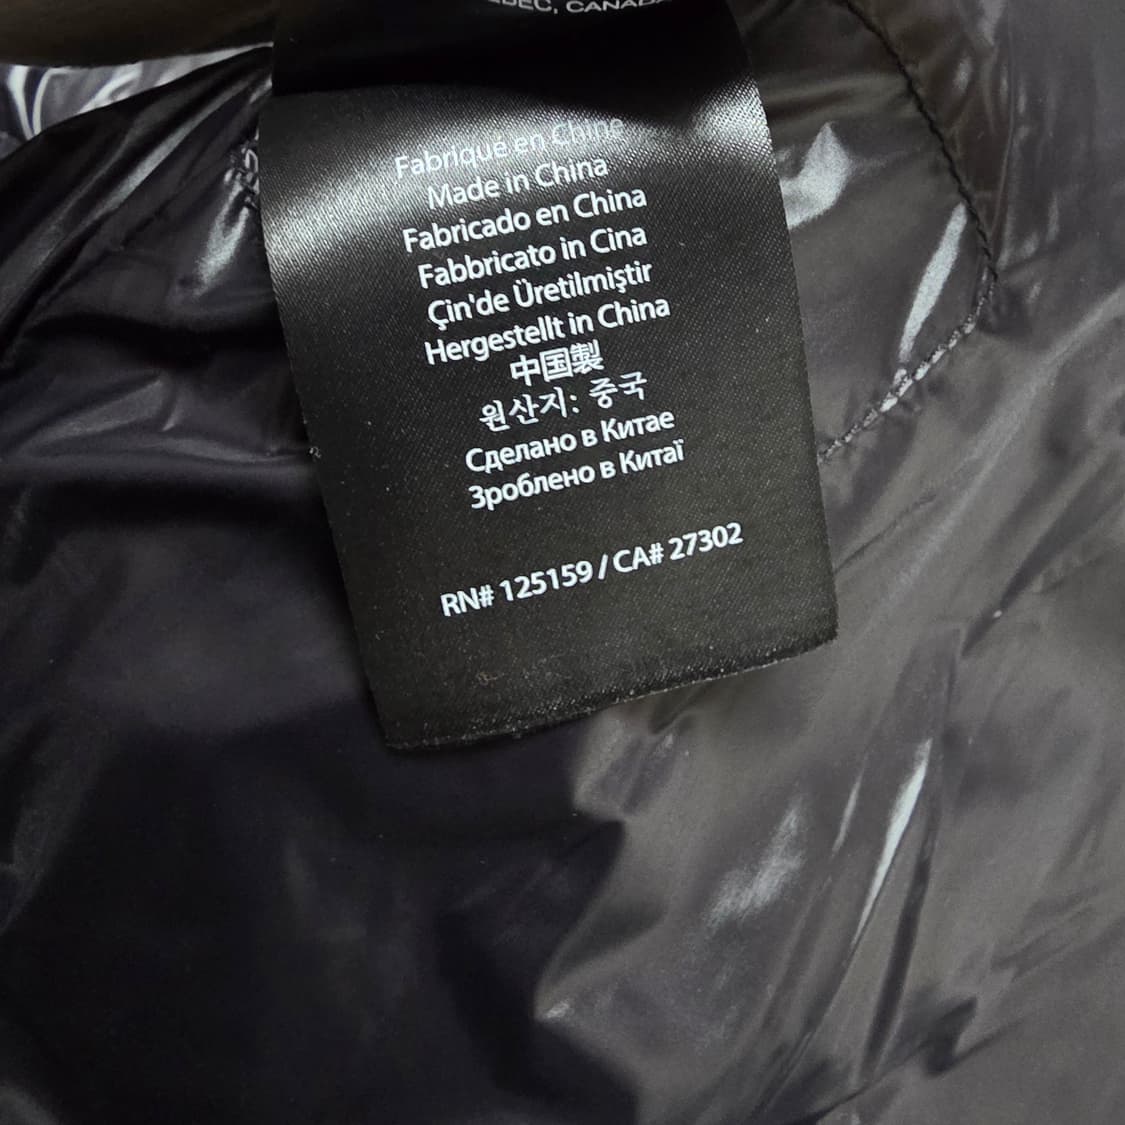 CANADA
Fabriqué en Chine
Made in China
Fabricado en China
Fabbricato in Cina
Çin'de Üretilmiştir
Hergestellt in China
中国製
원산지: 중국
Сделано в Китае
Зроблено в Китаї
RN# 125159 / CA# 27302